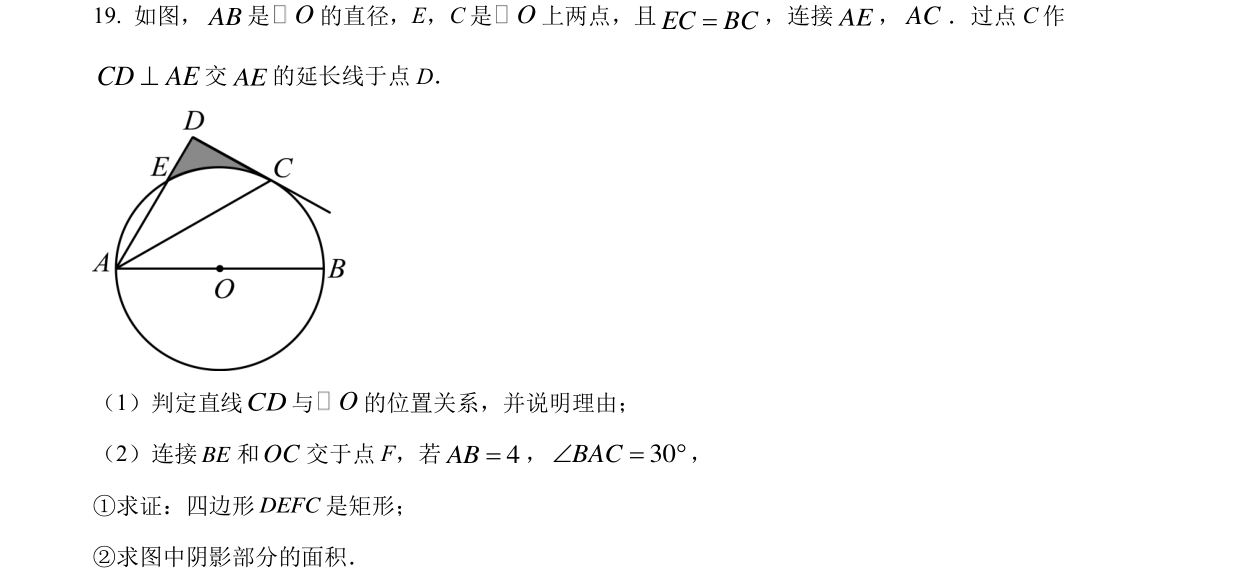 19. 如图， AB 是□ O 的直径，E，C 是□ O 上两点，且 EC = BC，连接 AE， AC ．过点 C 作
CD ⊥ AE 交 AE 的延长线于点 D．
D
E
C
A
B
O
（1）判定直线 CD 与□ O 的位置关系，并说明理由；
（2）连接 BE 和 OC 交于点 F，若 AB = 4， ∠BAC = 30°，
①求证：四边形 DEFC 是矩形；
②求图中阴影部分的面积．